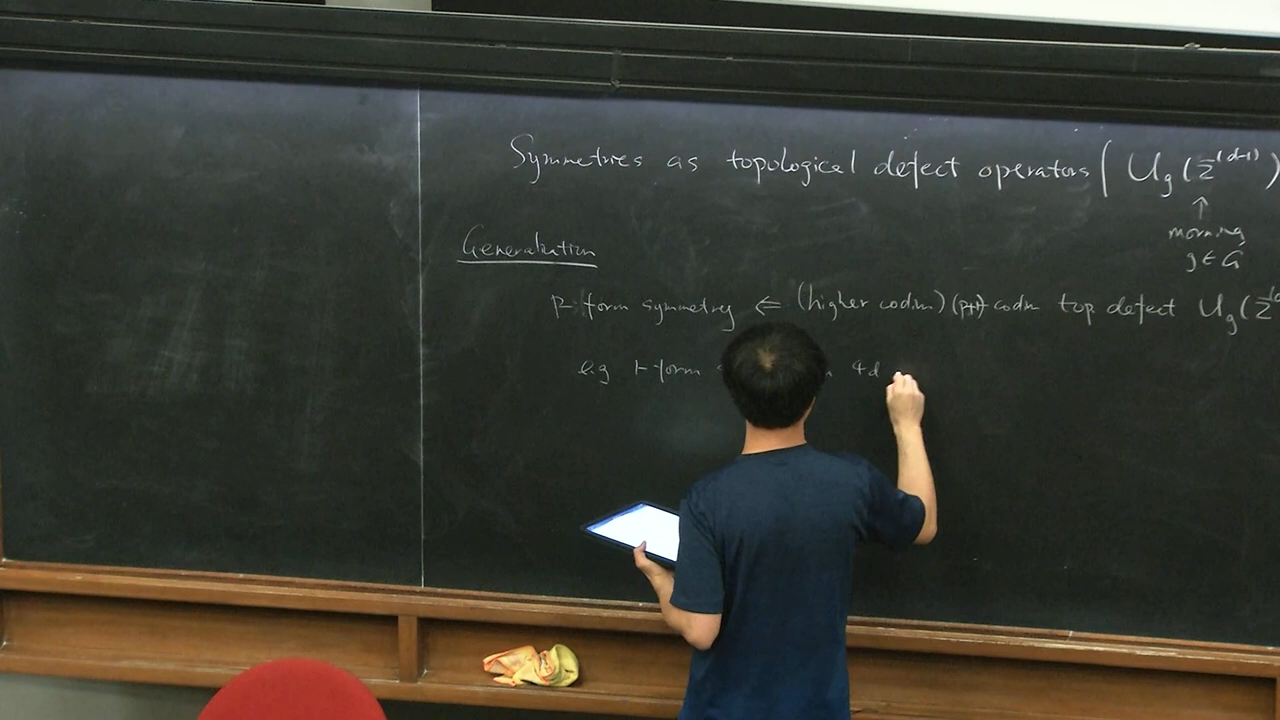 Symmetries as topological defect operators ( U_g (Σ^(d-1))
↑
morning
g ∈ G
Generalization
p-form symmetry ⇐ (higher codim) (p+1) codim top defect U_g(Σ
e.g 1-form 4d